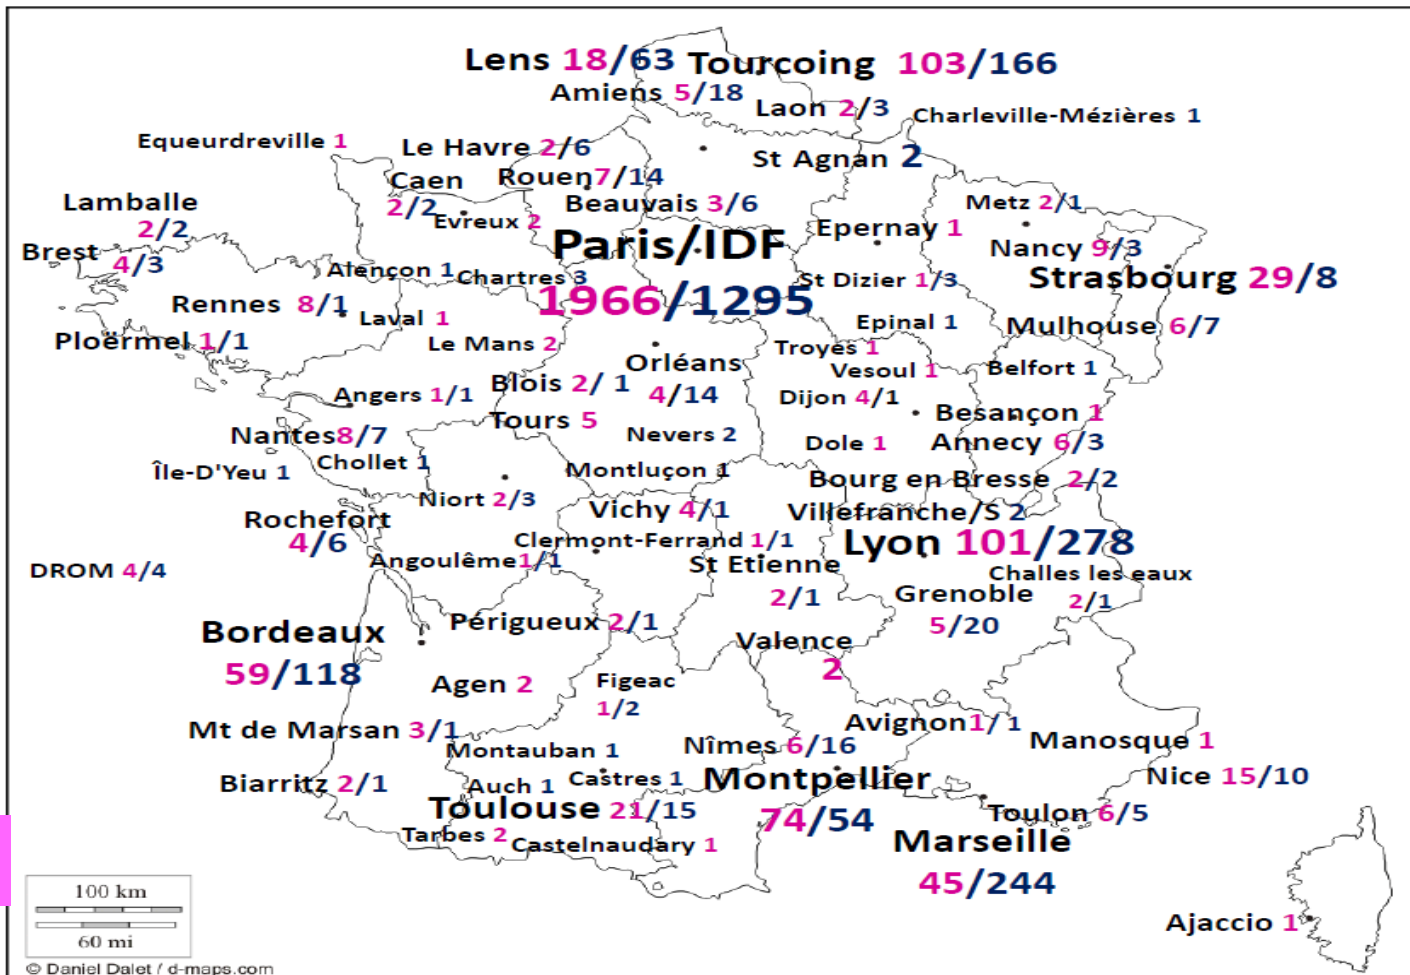 Lens 18/63 Tourcoing 103/166
Amiens 5/18
Laon 2/3
Charleville-Mézières 1
Equeurdreville 1
Le Havre 2/6
St Agnan 2
Caen
2/2
Rouen7/14
Lamballe
2/2
Beauvais 3/6
Metz 2/1
Evreux 2
Epernay 1
Brest
4/3
Paris/IDF
1966/1295
Nancy 9/3
Alençon 1
Chartres 3
St Dizier 1/3
Strasbourg 29/8
Rennes 8/1
Laval 1
Epinal 1
Mulhouse 6/7
Ploërmel 1/1
Le Mans 2
Troyes 1
Orléans
4/14
Vesoul 1
Belfort 1
Angers 1/1
Blois 2/ 1
Dijon 4/1
Tours 5
Besançon 1
Nantes8/7
Nevers 2
Dole 1
Annecy 6/3
Île-D'Yeu 1
Chollet 1
Montluçon 1
Bourg en Bresse 2/2
Niort 2/3
Vichy 4/1
Villefranche/S 2
Rochefort
4/6
Clermont-Ferrand 1/1
Lyon 101/278
Angoulême1/1
St Etienne
2/1
DROM 4/4
Challes les eaux
2/1
Grenoble
5/20
Périgueux 2/1
Bordeaux
59/118
Valence
2
Agen 2
Figeac
1/2
Mt de Marsan 3/1
Avignon1/ 1
Montauban 1
Nîmes 6/16
Manosque 1
Biarritz 2/1
Auch 1
Castres 1
Montpellier
74/54
Nice 15/10
Toulouse 21/15
Toulon 6/5
Tarbes 2
Castelnaudary 1
Marseille
45/244
100 km
60 mi
Ajaccio 1
© Daniel Dalet / d-maps.com